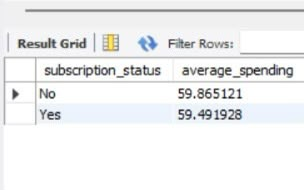 Result Grid Filter Rows:
subscription_status average_spending
No 59.865121
Yes 59.491928